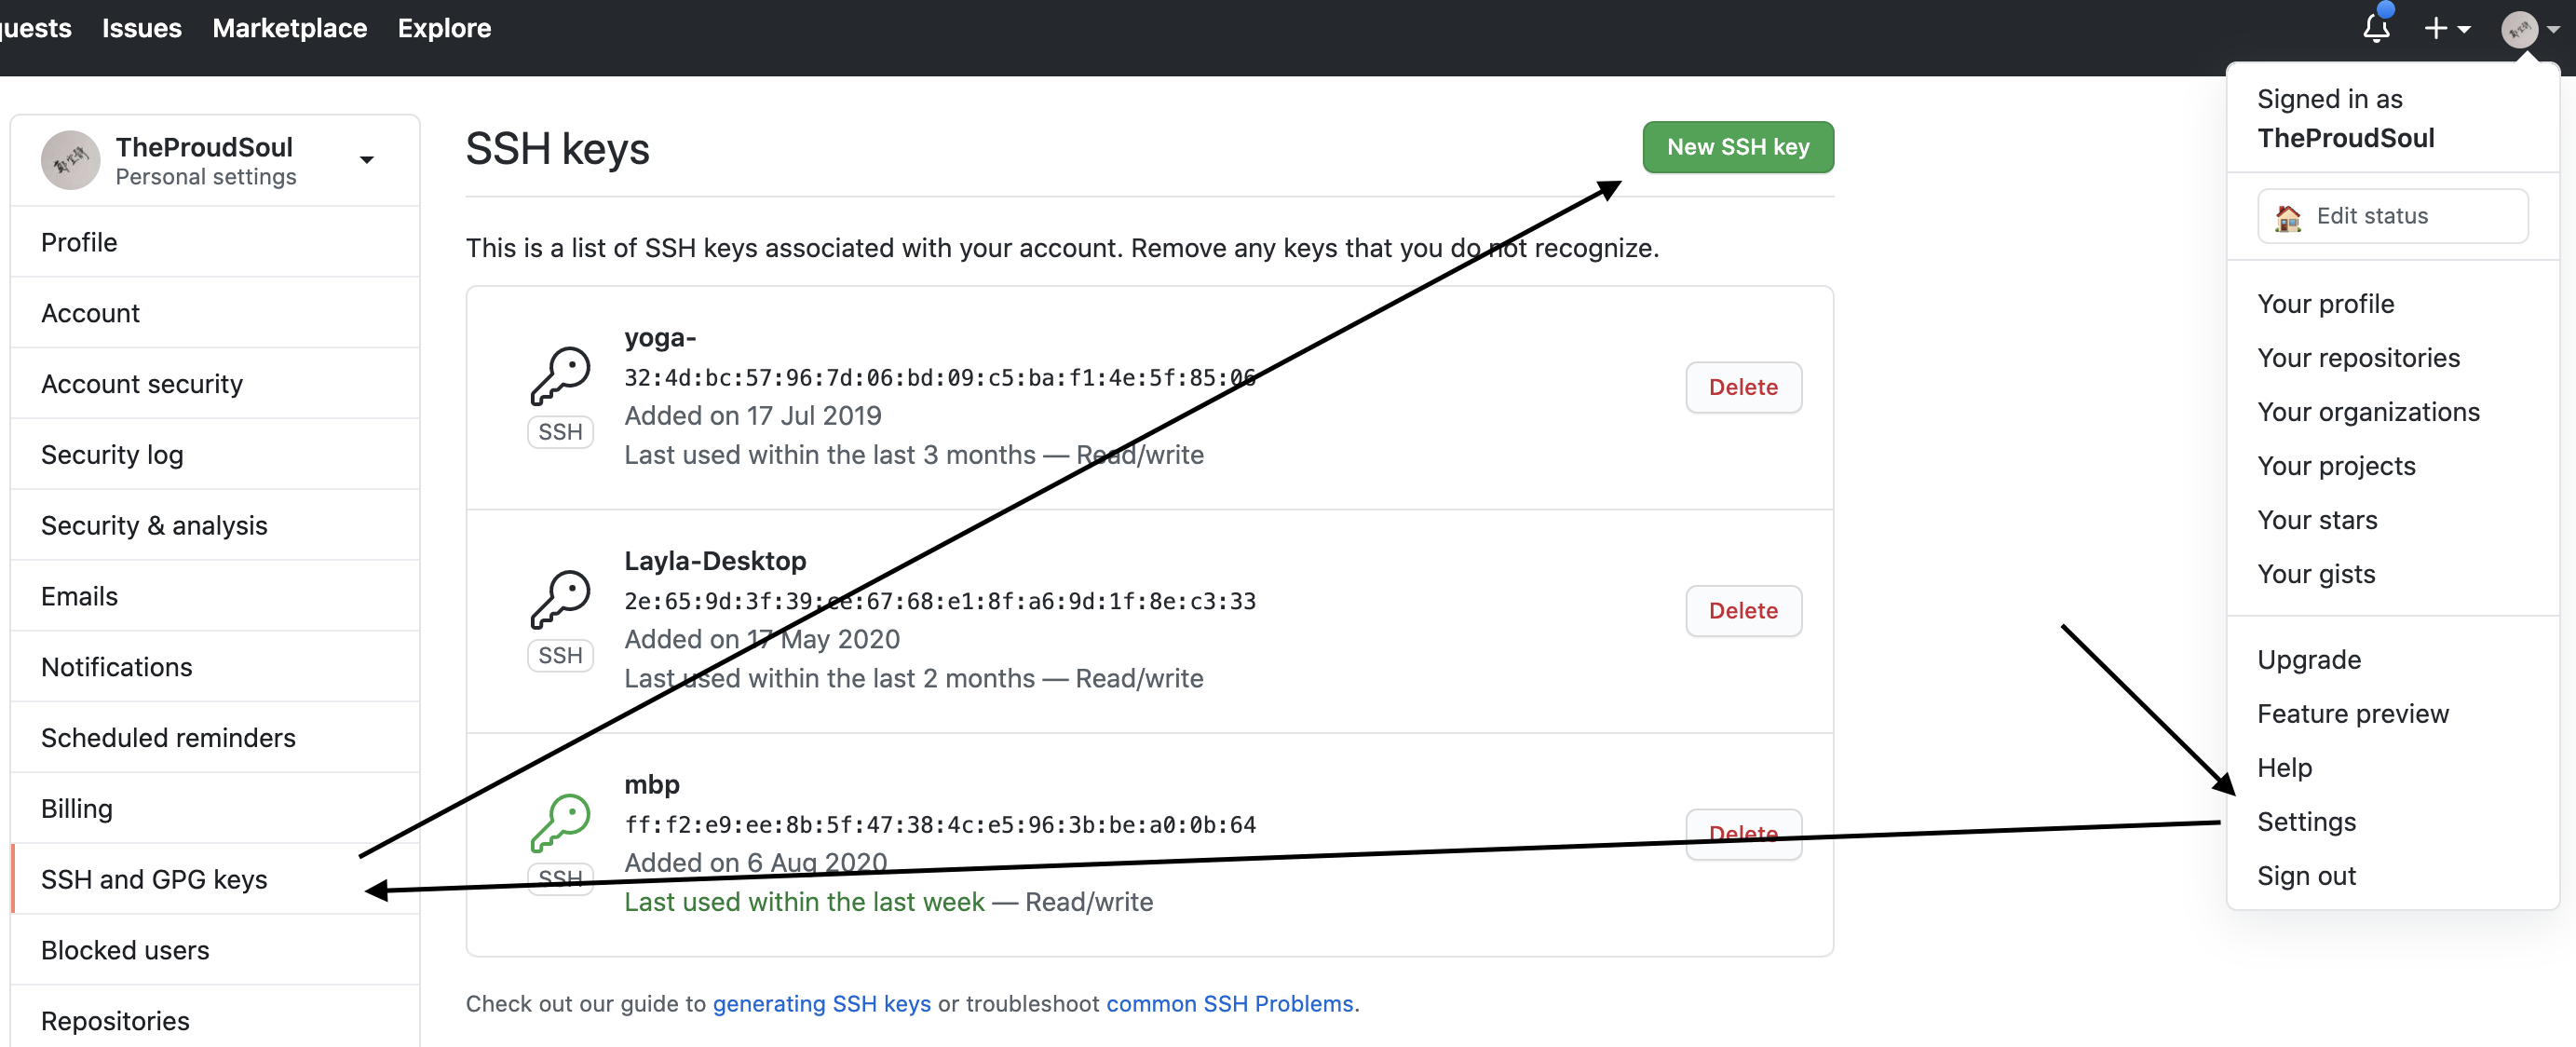 Issues Marketplace Explore
TheProudSoul
Personal settings
Profile
Account
Account security
Security log
Security & analysis
Emails
Notifications
Scheduled reminders
Billing
SSH and GPG keys
Blocked users
Repositories
SSH keys
New SSH key
This is a list of SSH keys associated with your account. Remove any keys that you do not recognize.
yoga-
32:4d:bc:57:96:7d:06:bd:09:c5:ba:f1:4e:5f:85:06
Added on 17 Jul 2019
Last used within the last 3 months — Read/write
SSH
Delete
Layla-Desktop
2e:65:9d:3f:39:ee:67:68:e1:8f:a6:9d:1f:8e:c3:33
Added on 17 May 2020
Last used within the last 2 months — Read/write
SSH
Delete
mbp
ff:f2:e9:ee:8b:5f:47:38:4c:e5:96:3b:be:a0:0b:64
Added on 6 Aug 2020
Last used within the last week — Read/write
SSH
Delete
Check out our guide to generating SSH keys or troubleshoot common SSH Problems.
Signed in as
TheProudSoul
Edit status
Your profile
Your repositories
Your organizations
Your projects
Your stars
Your gists
Upgrade
Feature preview
Help
Settings
Sign out